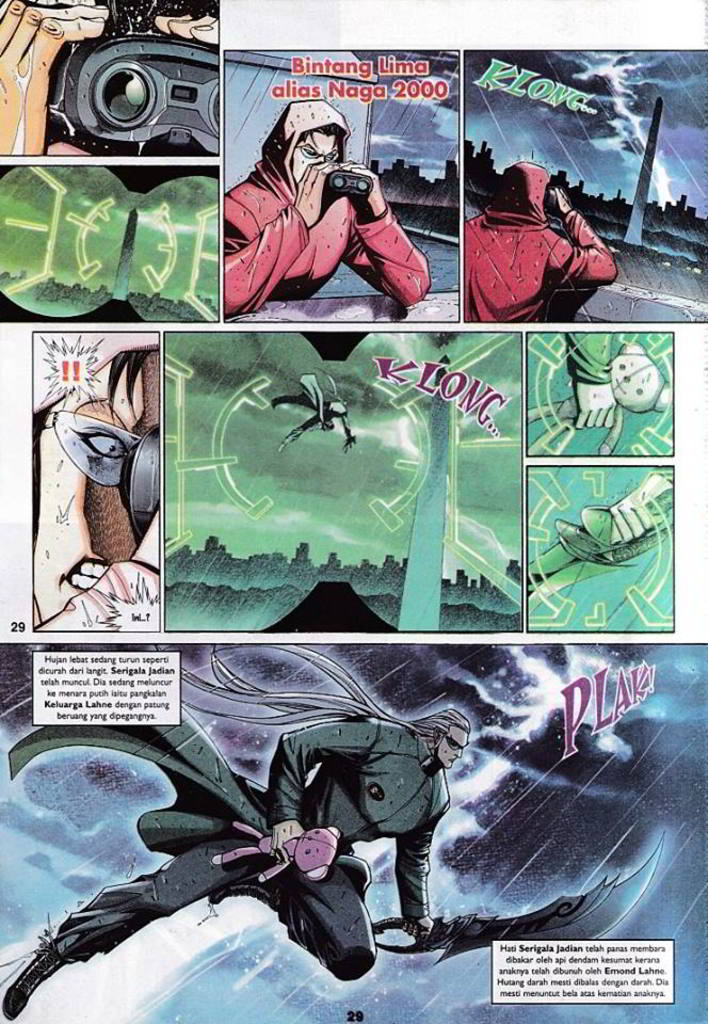 Bintang Lima
alias Naga 2000
KLONG...
!!
Ini...?
KLONG...
29
Hujan lebat sedang turun seperti
dicurah dari langit. Serigala Jadian
telah muncul. Dia sedang meluncur
ke menara putih iaitu pangkalan
Keluarga Lahne dengan patung
beruang yang dipegangnya.
PLAK!
Hati Serigala Jadian telah panas membara
dibakar oleh api dendam kesumat kerana
anaknya telah dibunuh oleh Emond Lahne.
Hutang darah mesti dibalas dengan darah. Dia
mesti menuntut bela atas kematian anaknya.
29